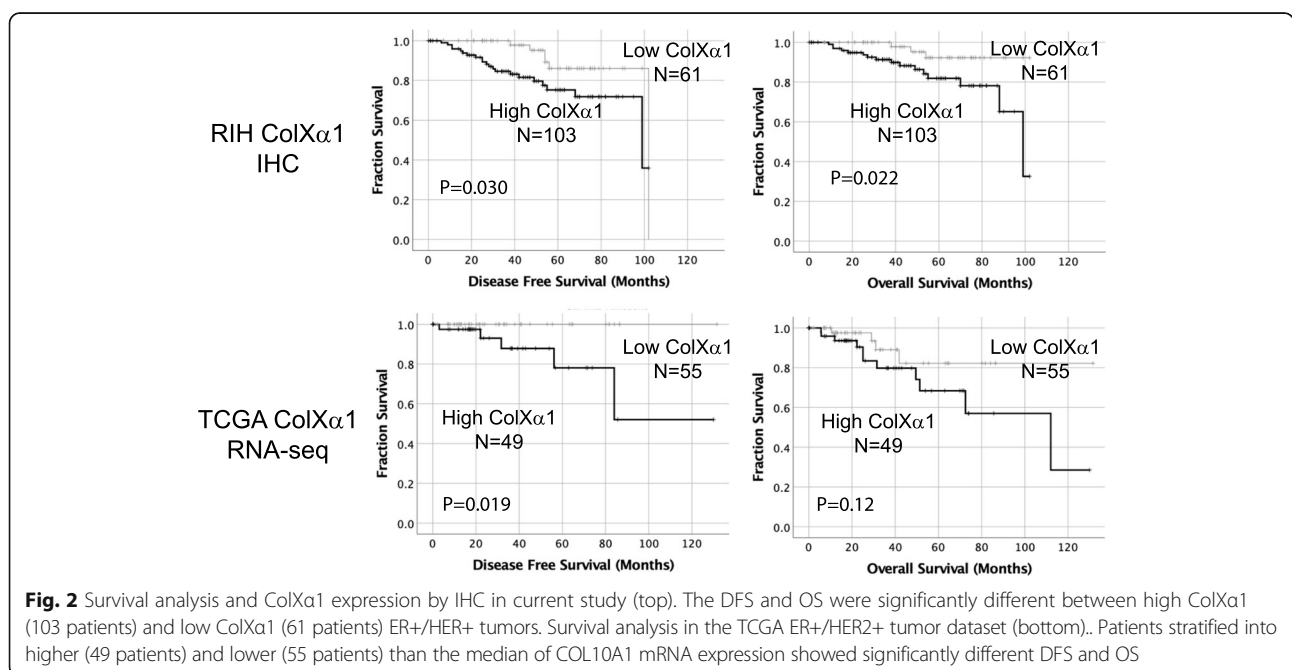 RIH ColXα1
IHC
Fraction Survival
1.0
0.8
0.6
0.4
0.2
0.0
Low ColXα1
N=61
High ColXα1
N=103
P=0.030
0 20 40 60 80 100 120
Disease Free Survival (Months)
Fraction Survival
1.0
0.8
0.6
0.4
0.2
0.0
Low ColXα1
N=61
High ColXα1
N=103
P=0.022
0 20 40 60 80 100 120
Overall Survival (Months)
TCGA ColXα1
RNA-seq
Fraction Survival
1.0
0.8
0.6
0.4
0.2
0.0
Low ColXα1
N=55
High ColXα1
N=49
P=0.019
0 20 40 60 80 100 120
Disease Free Survival (Months)
Fraction Survival
1.0
0.8
0.6
0.4
0.2
0.0
Low ColXα1
N=55
High ColXα1
N=49
P=0.12
0 20 40 60 80 100 120
Overall Survival (Months)
Fig. 2 Survival analysis and ColXα1 expression by IHC in current study (top). The DFS and OS were significantly different between high ColXα1
(103 patients) and low ColXα1 (61 patients) ER+/HER+ tumors. Survival analysis in the TCGA ER+/HER2+ tumor dataset (bottom).. Patients stratified into
higher (49 patients) and lower (55 patients) than the median of COL10A1 mRNA expression showed significantly different DFS and OS